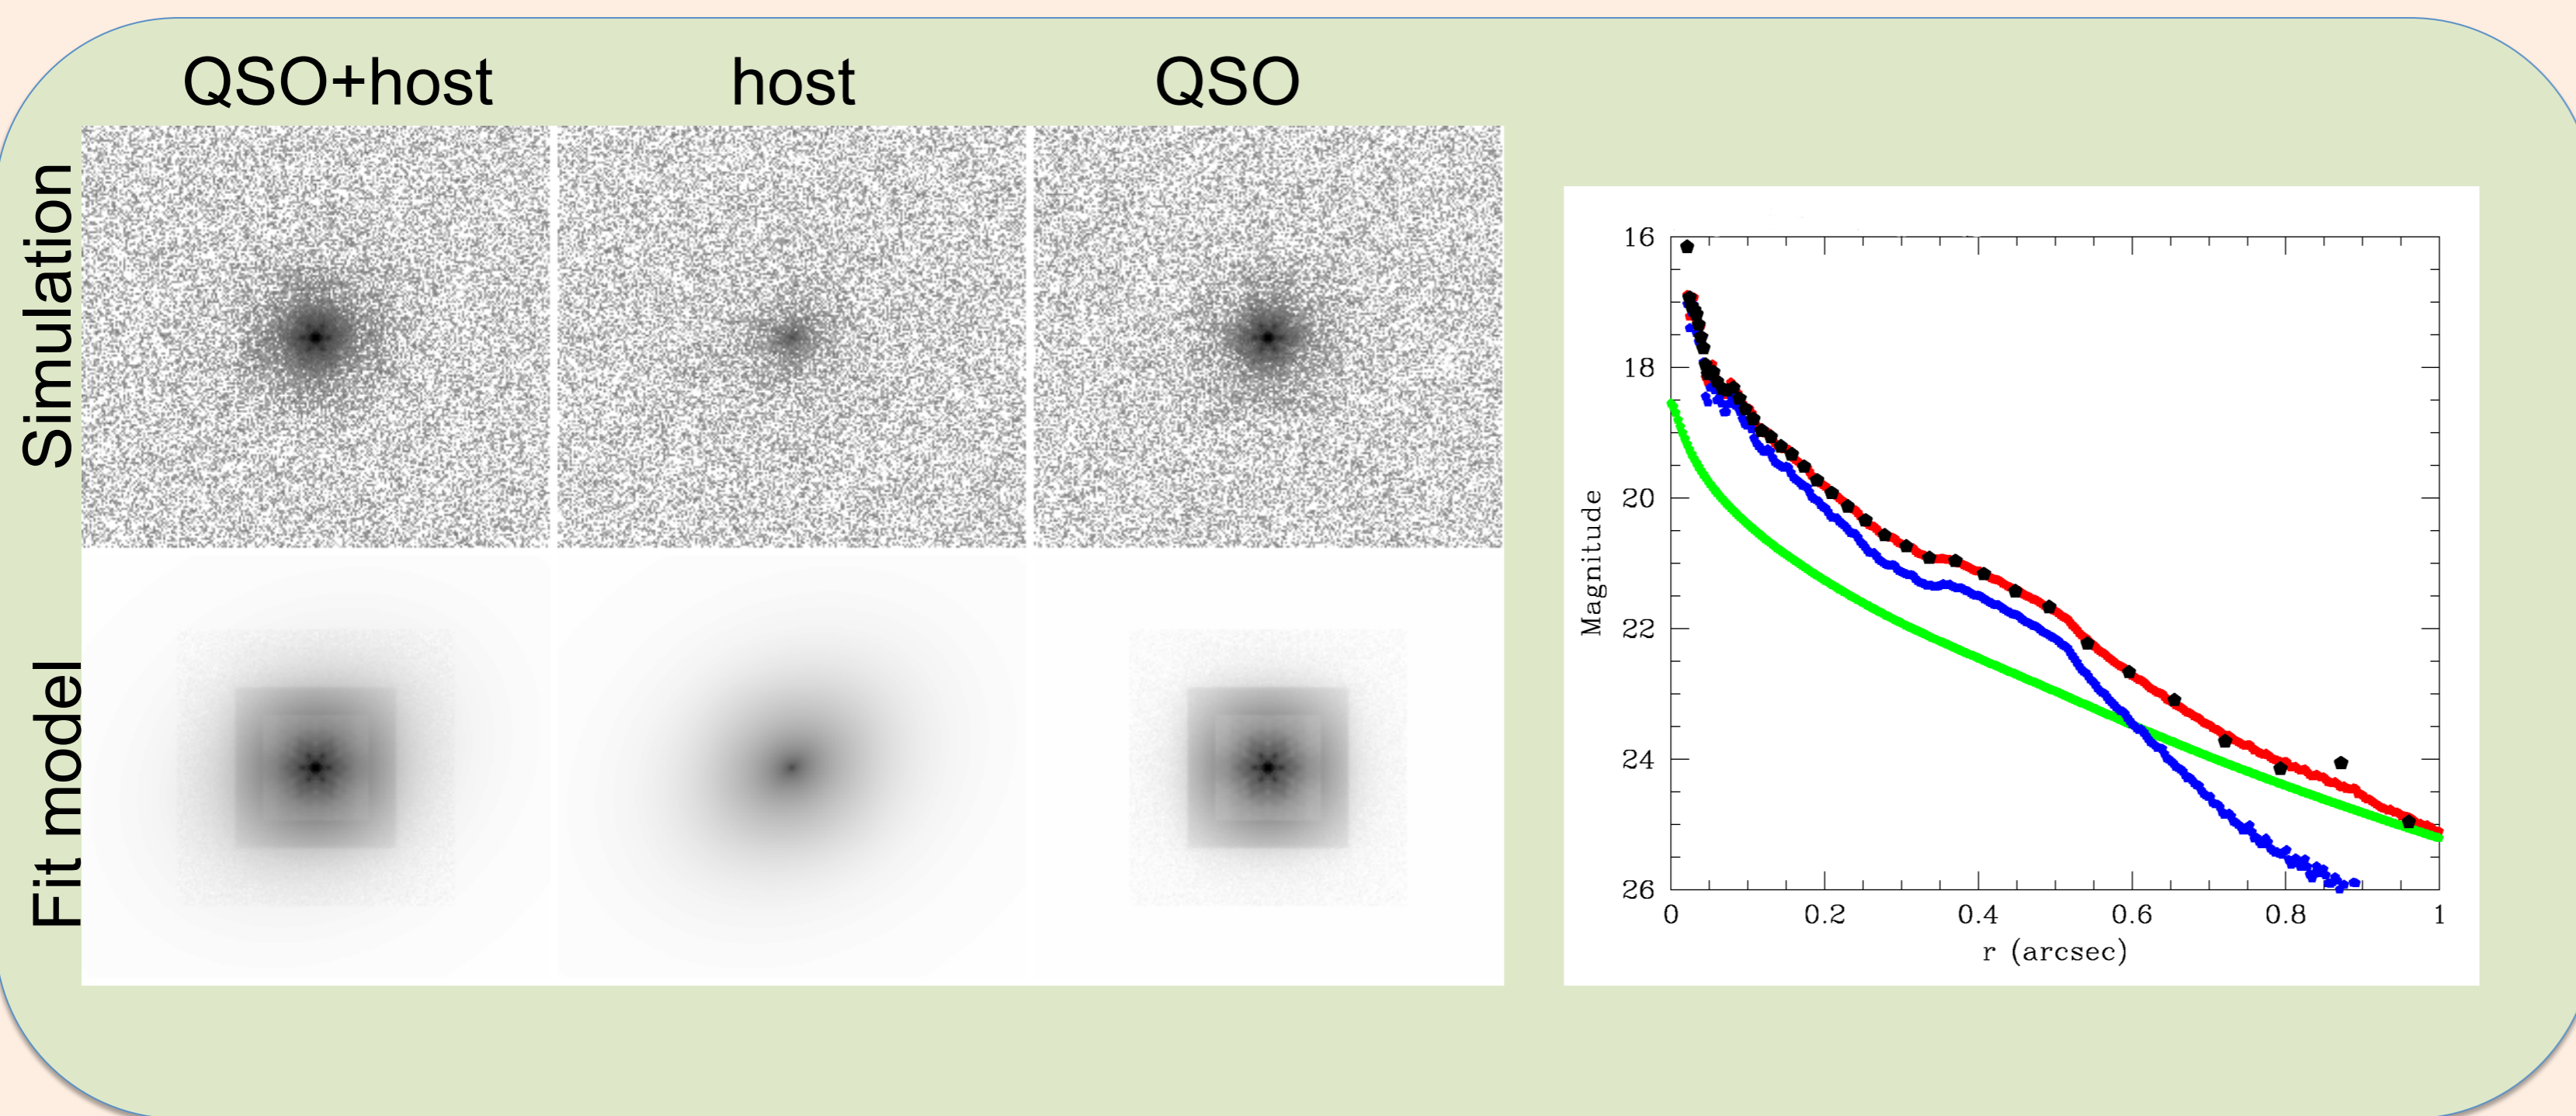 QSO+host host QSO
Simulation
Fit model
16
18
20
22
24
26
Magnitude
0 0.2 0.4 0.6 0.8 1
r (arcsec)